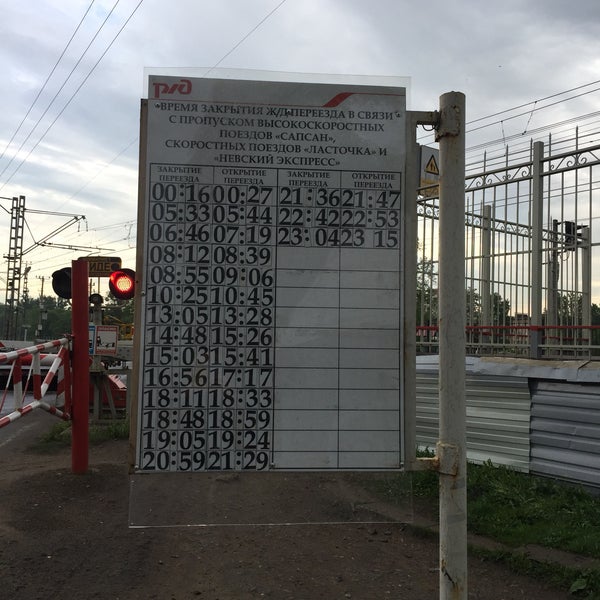 ржд
"ВРЕМЯ ЗАКРЫТИЯ Ж/Д ПЕРЕЕЗДА В СВЯЗИ
С ПРОПУСКОМ ВЫСОКОСКОРОСТНЫХ
ПОЕЗДОВ «САПСАН»,
СКОРОСТНЫХ ПОЕЗДОВ «ЛАСТОЧКА» И
«НЕВСКИЙ ЭКСПРЕСС»
ЗАКРЫТИЕ ОТКРЫТИЕ ЗАКРЫТИЕ ОТКРЫТИЕ
ПЕРЕЕЗДА ПЕРЕЕЗДА ПЕРЕЕЗДА ПЕРЕЕЗДА
00:16 00:27 21:36 21:47
05:33 05:44 22:42 22:53
06:46 07:19 23:04 23 15
08:12 08:39
08:55 09:06
10:25 10:45
13:05 13:28
14:48 15:26
15:03 15:41
16:56 17:17
18:11 18:33
18:48 18:59
19:05 19:24
20:59 21:29